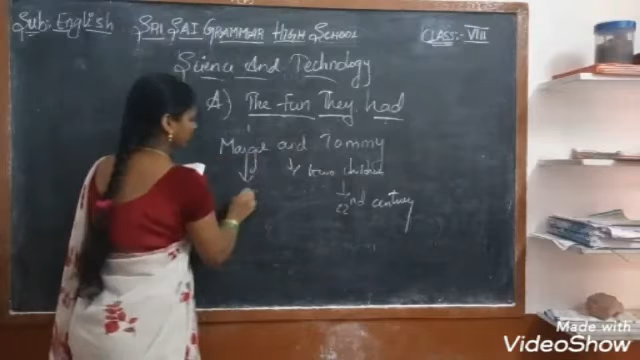 Sub: English SRI SAI GRAMMAR HIGH SCHOOL CLASS: VIII
Science And Technology
A) The Fun They had
Margie and Tommy
two children
22nd century
Made with
VideoShow